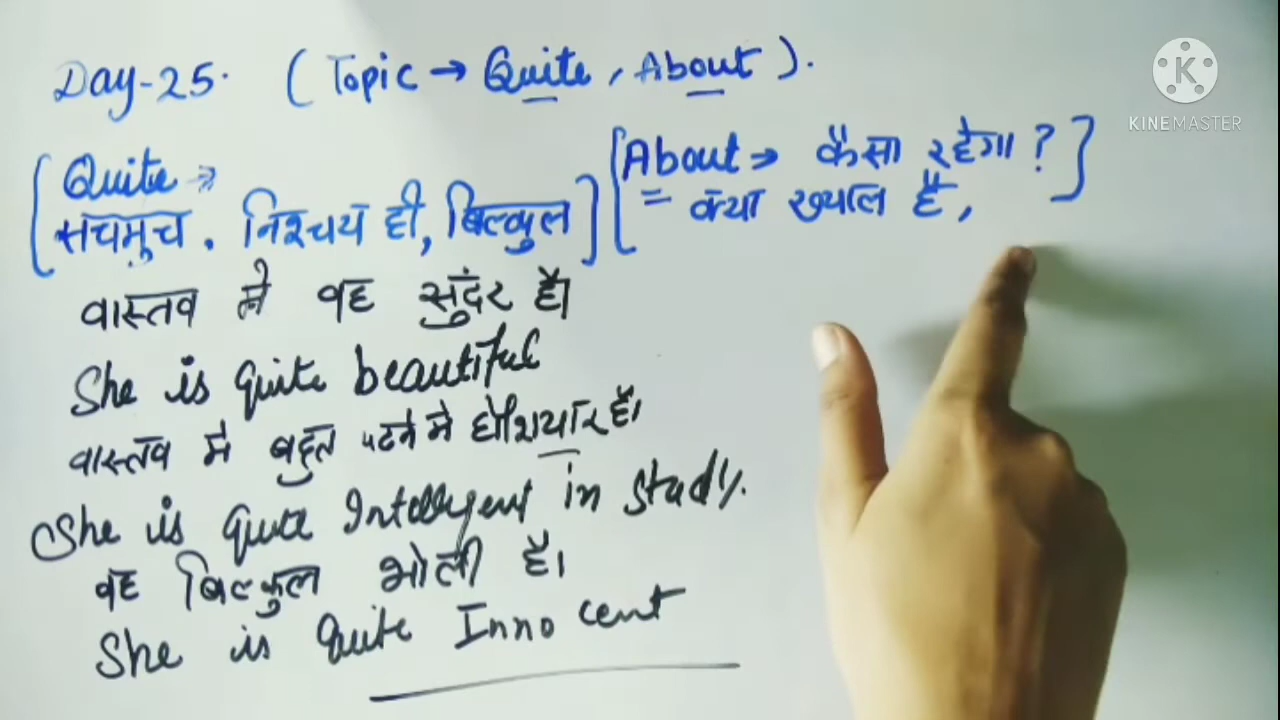 Day-25. (Topic → Quite, About).
[Quite →
सचमुच. निश्चय ही, बिल्कुल]
[About → कैसा रहेगा?
= क्या ख्याल है,]
वास्तव मे वह सुंदर है।
She is quite beautiful
वास्तव मे बहुत पढने मे होशियार है।
She is quite Intelligent in study.
वह बिल्कुल भोली है।
She is quite Innocent
K
KINEMASTER